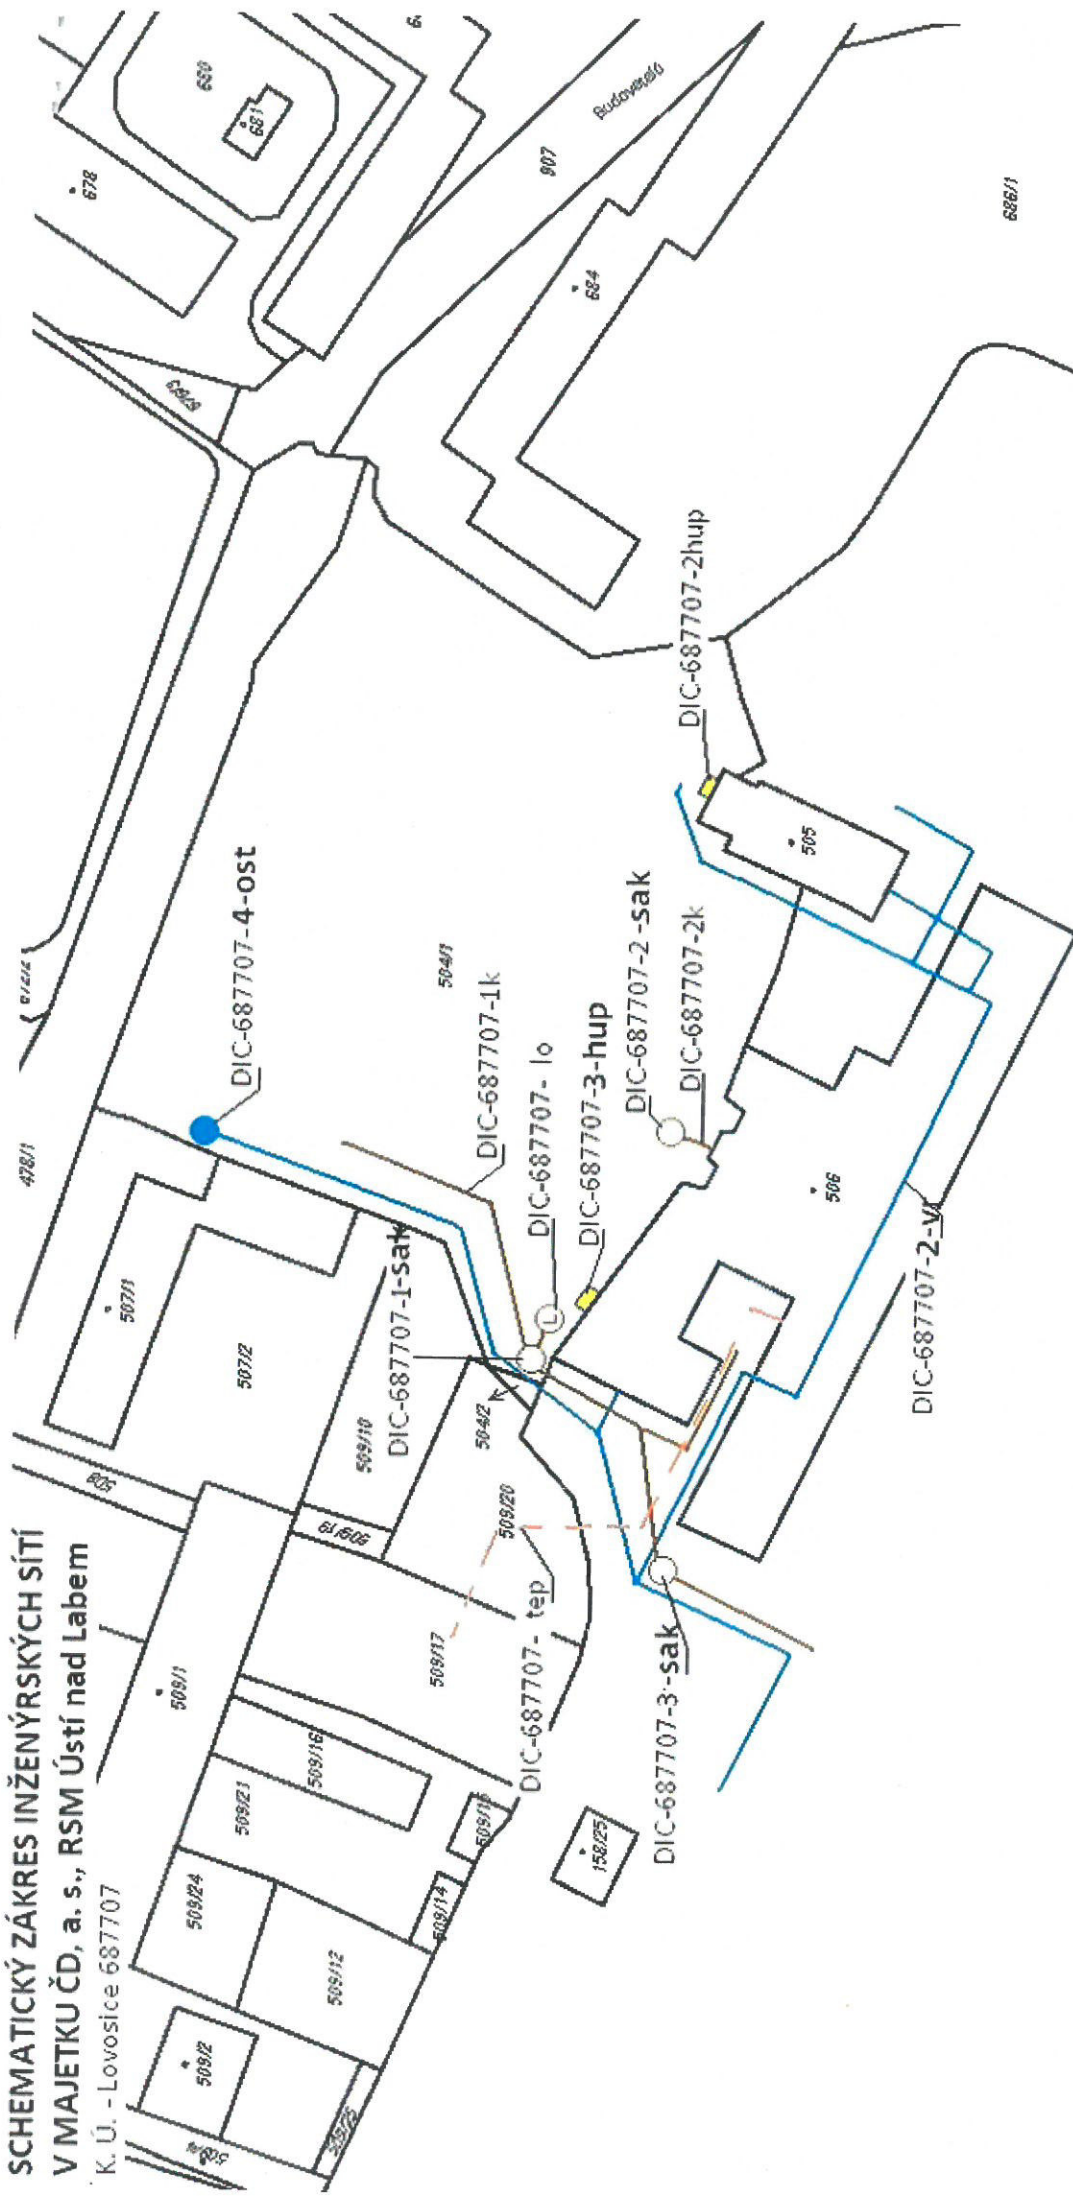 SCHEMATICKÝ ZÁKRES INŽENÝRSKÝCH SÍTÍ
V MAJETKU ČD, a. s., RSM Ústí nad Labem
K. Ú. - Lovosice 687707
478/1
678
680
681
907
Budovatelů
684
686/1
507/1
507/2
508
509/1
509/10
509/19
504/2
504/1
509/20
509/17
509/16
509/21
509/24
509/12
509/2
509/14
509/15
158/25
505
506
DIC-687707-4-ost
DIC-687707-1k
DIC-687707- lo
DIC-687707-3-hup
DIC-687707-2 -sak
DIC-687707-2k
DIC-687707-2hup
DIC-687707-1-sak
DIC-687707- tep
DIC-687707-3 -sak
DIC-687707-2-vl
L